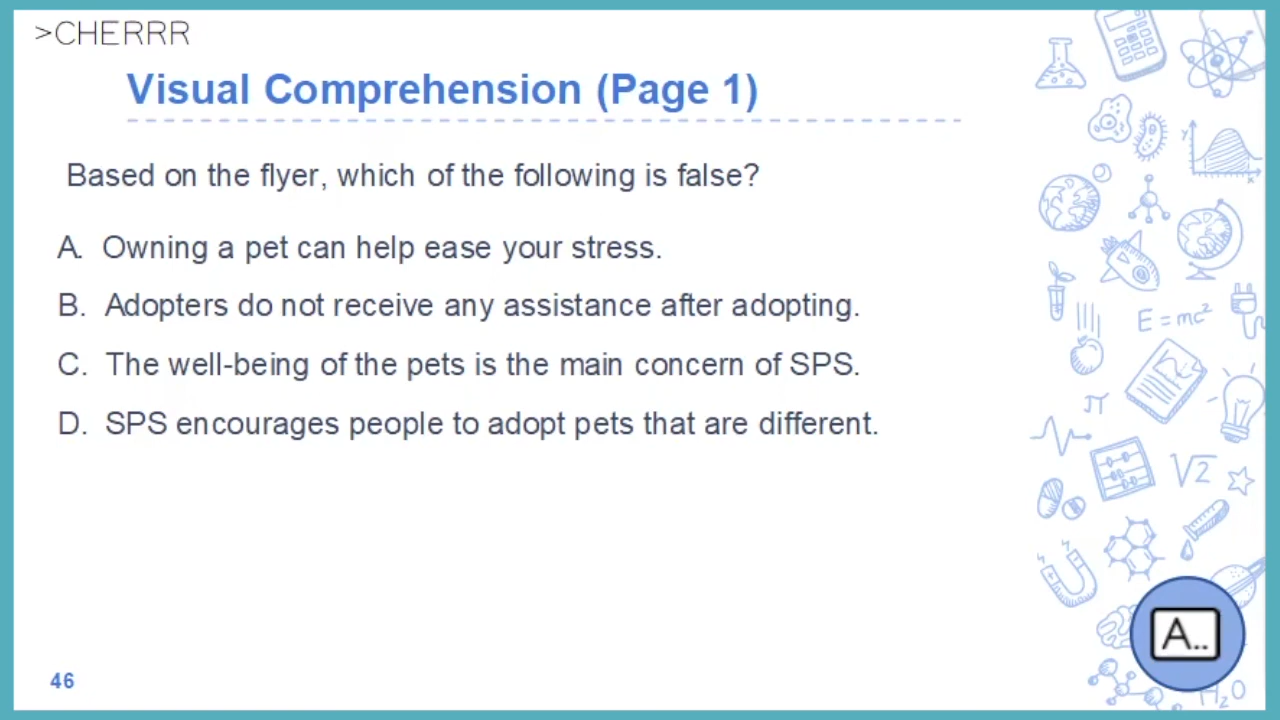 >CHERRR
Visual Comprehension (Page 1)
Based on the flyer, which of the following is false?
A. Owning a pet can help ease your stress.
B. Adopters do not receive any assistance after adopting.
C. The well-being of the pets is the main concern of SPS.
D. SPS encourages people to adopt pets that are different.
y
x
E = mc²
π
√2
A..
H₂O
46